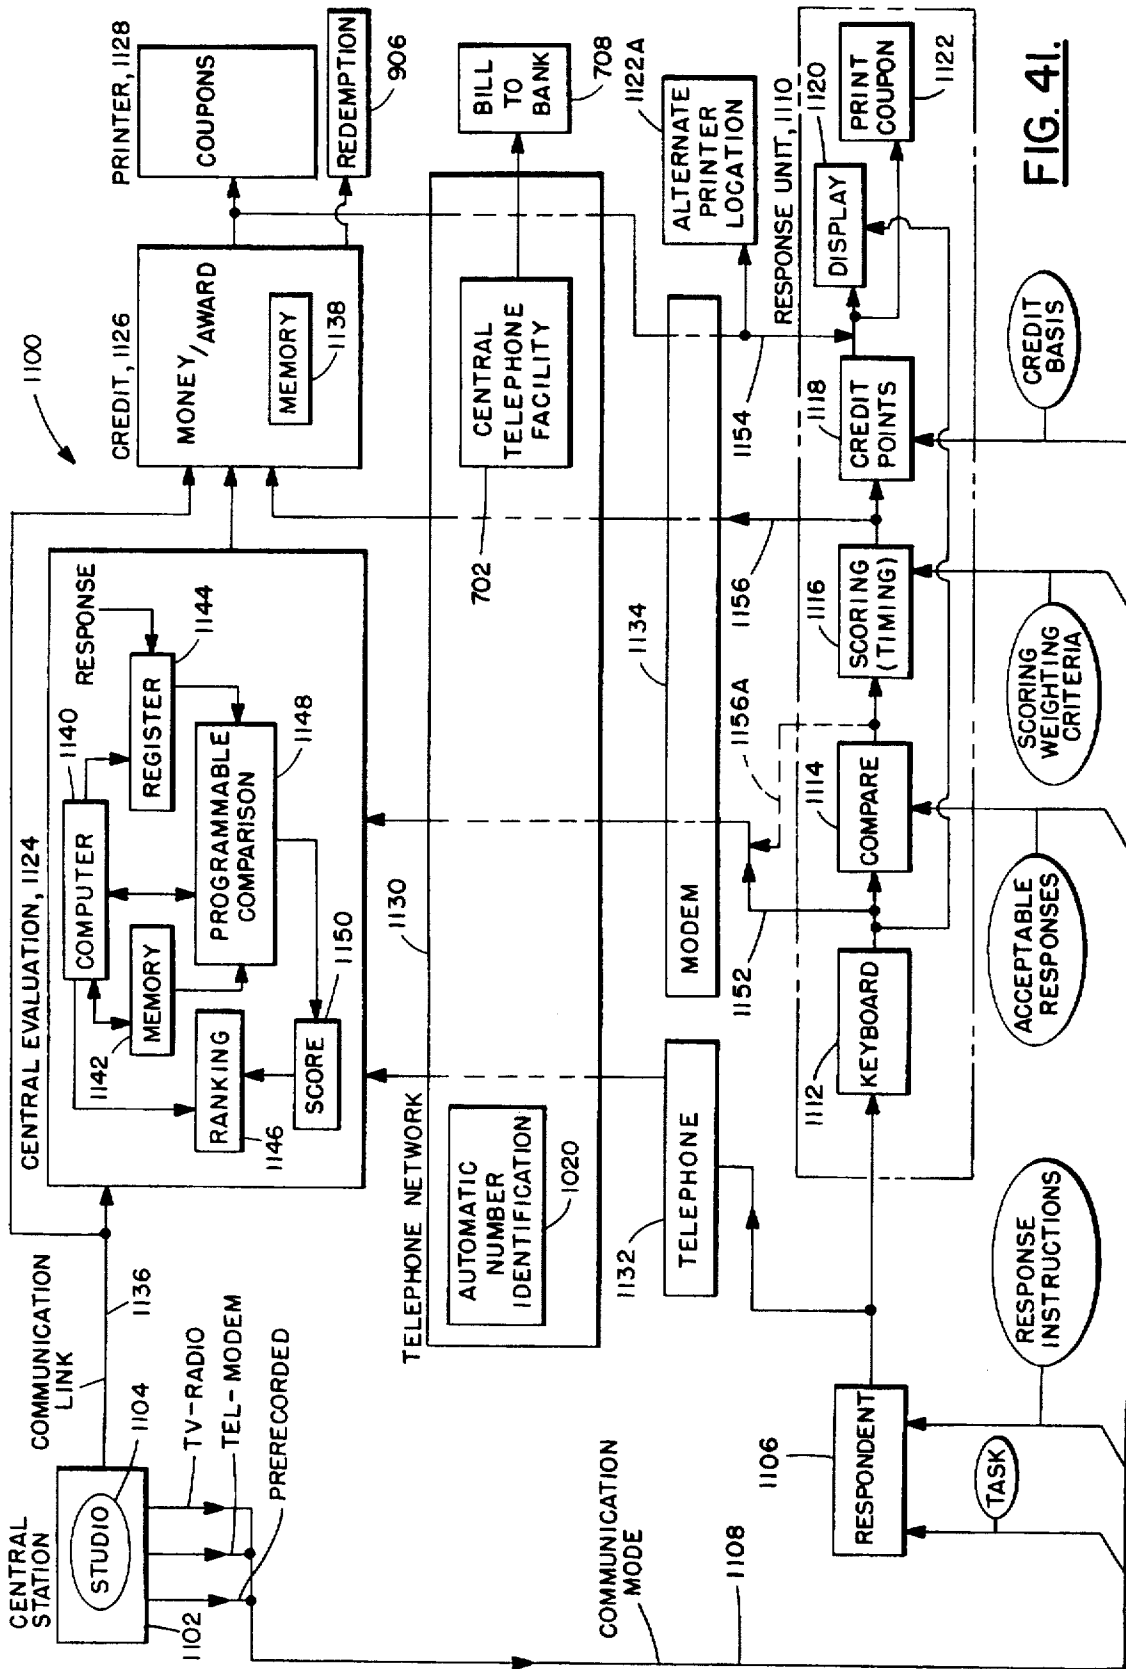 1100
CENTRAL
STATION
STUDIO
1104
1102
COMMUNICATION
LINK
1136
TV-RADIO
TEL-MODEM
PRERECORDED
CENTRAL EVALUATION, 1124
COMPUTER
1140
RESPONSE
REGISTER
1144
MEMORY
1142
PROGRAMMABLE
COMPARISON
1148
RANKING
1146
SCORE
1150
CREDIT, 1126
MONEY/AWARD
MEMORY
1138
PRINTER, 1128
COUPONS
REDEMPTION
906
TELEPHONE NETWORK
1130
AUTOMATIC
NUMBER
IDENTIFICATION
1020
CENTRAL
TELEPHONE
FACILITY
702
BILL
TO
BANK
708
TELEPHONE
1132
MODEM
1134
1152
1156A
1156
1154
ALTERNATE
PRINTER
LOCATION
1122A
RESPONSE UNIT, 1110
KEYBOARD
1112
COMPARE
1114
SCORING
(TIMING)
1116
CREDIT
POINTS
1118
DISPLAY
1120
PRINT
COUPON
1122
RESPONDENT
1106
COMMUNICATION
MODE
1108
TASK
RESPONSE
INSTRUCTIONS
ACCEPTABLE
RESPONSES
SCORING
WEIGHTING
CRITERIA
CREDIT
BASIS
FIG. 41.